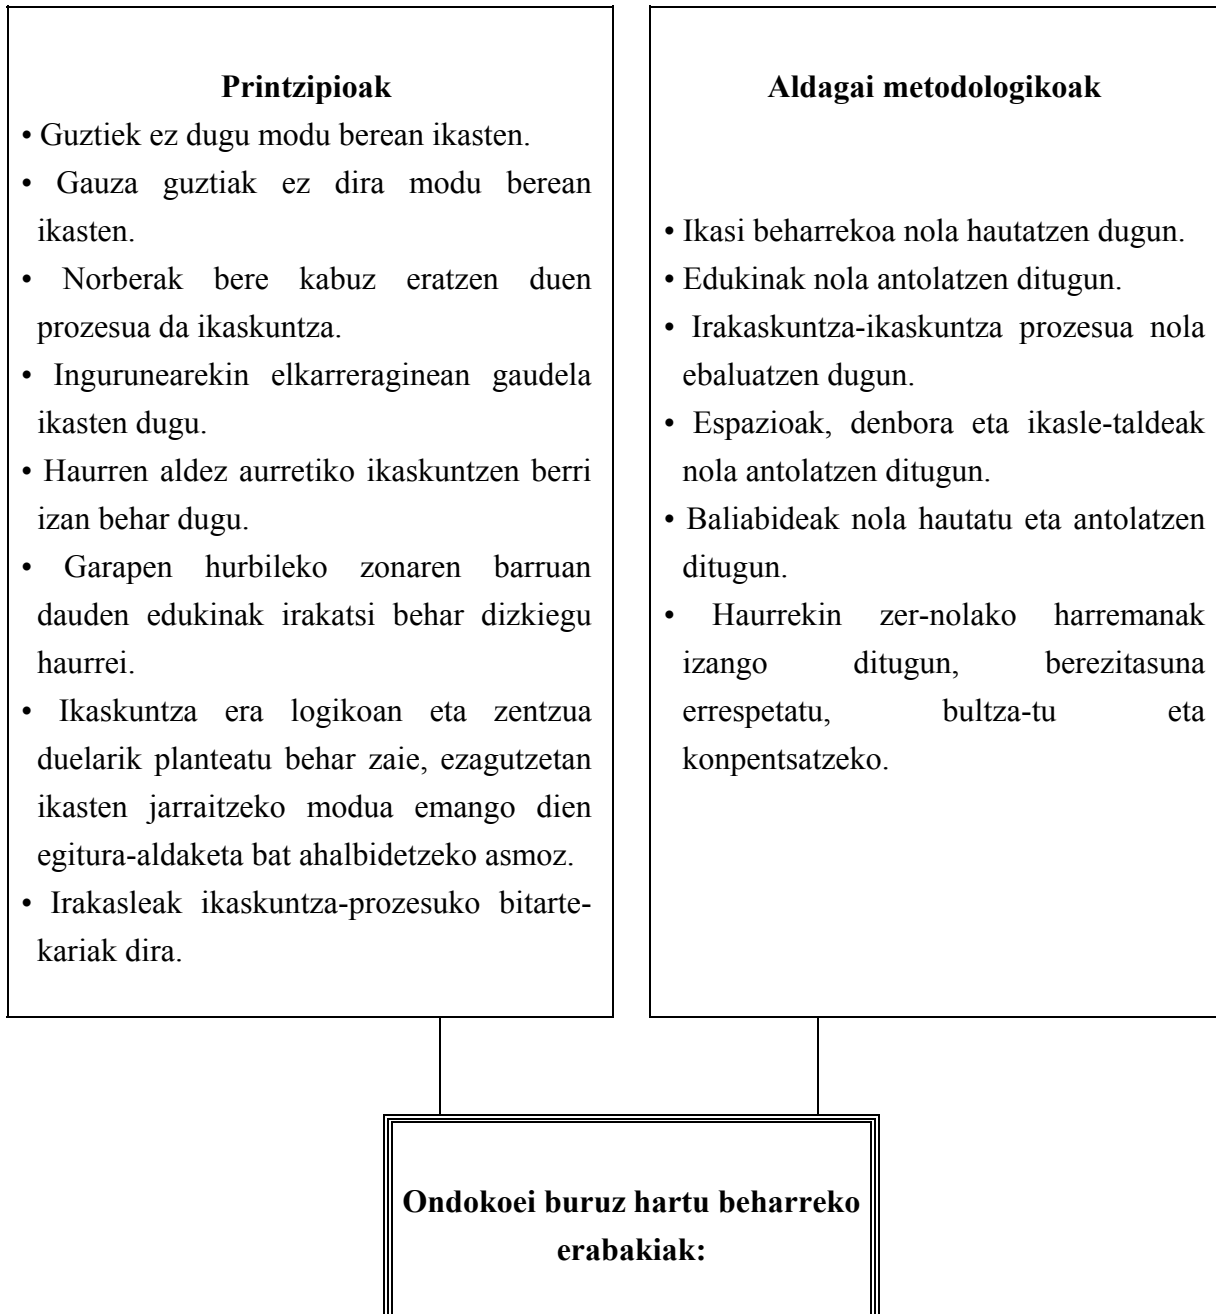 Printzipioak
• Guztiek ez dugu modu berean ikasten.
• Gauza guztiak ez dira modu berean
ikasten.
• Norberak bere kabuz eratzen duen
prozesua da ikaskuntza.
• Ingurunearekin elkarreraginean gaudela
ikasten dugu.
• Haurren aldez aurretiko ikaskuntzen berri
izan behar dugu.
• Garapen hurbileko zonaren barruan
dauden edukinak irakatsi behar dizkiegu
haurrei.
• Ikaskuntza era logikoan eta zentzua
duelarik planteatu behar zaie, ezagutzetan
ikasten jarraitzeko modua emango dien
egitura-aldaketa bat ahalbidetzeko asmoz.
• Irakasleak ikaskuntza-prozesuko bitarte-
kariak dira.
Aldagai metodologikoak
• Ikasi beharrekoa nola hautatzen dugun.
• Edukinak nola antolatzen ditugun.
• Irakaskuntza-ikaskuntza prozesua nola
ebaluatzen dugun.
• Espazioak, denbora eta ikasle-taldeak
nola antolatzen ditugun.
• Baliabideak nola hautatu eta antolatzen
ditugun.
• Haurrekin zer-nolako harremanak
izango ditugun, berezitasuna
errespetatu, bultza-tu eta
konpentsatzeko.
Ondokoei buruz hartu beharreko
erabakiak: